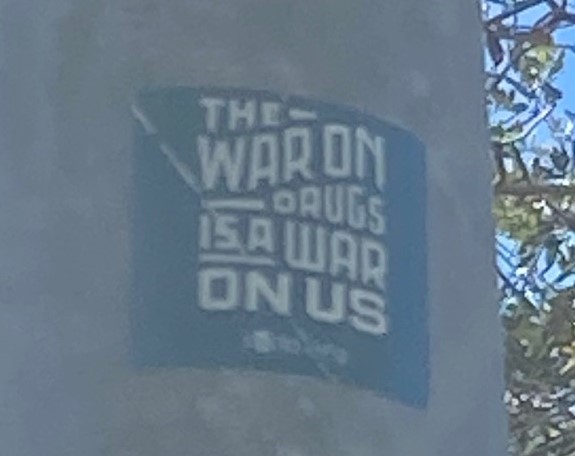 THE
WAR ON
DRUGS
IS A WAR
ON US